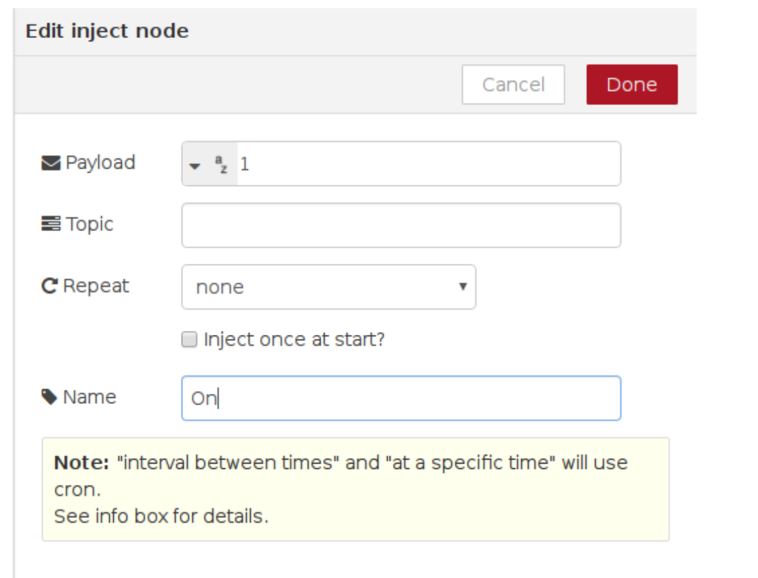 Edit inject node
Cancel Done
Payload a z 1
Topic
Repeat none
Inject once at start?
Name On
Note: "interval between times" and "at a specific time" will use
cron.
See info box for details.